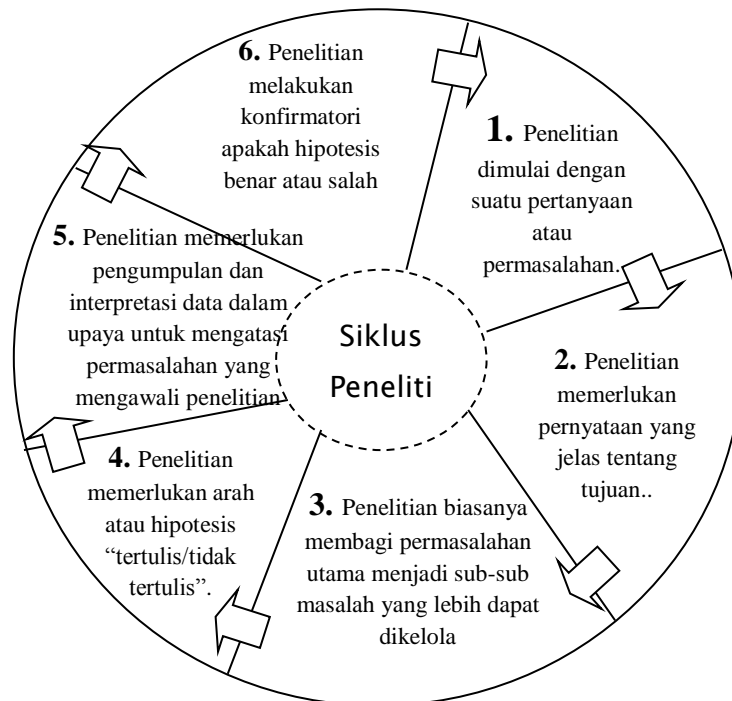 6. Penelitian
melakukan
konfirmatori
apakah hipotesis
benar atau salah
1. Penelitian
dimulai dengan
suatu pertanyaan
atau
permasalahan.
5. Penelitian memerlukan
pengumpulan dan
interpretasi data dalam
upaya untuk mengatasi
permasalahan yang
mengawali penelitian
Siklus
Peneliti
2. Penelitian
memerlukan
pernyataan yang
jelas tentang
tujuan..
4. Penelitian
memerlukan arah
atau hipotesis
“tertulis/tidak
tertulis”.
3. Penelitian biasanya
membagi permasalahan
utama menjadi sub-sub
masalah yang lebih dapat
dikelola